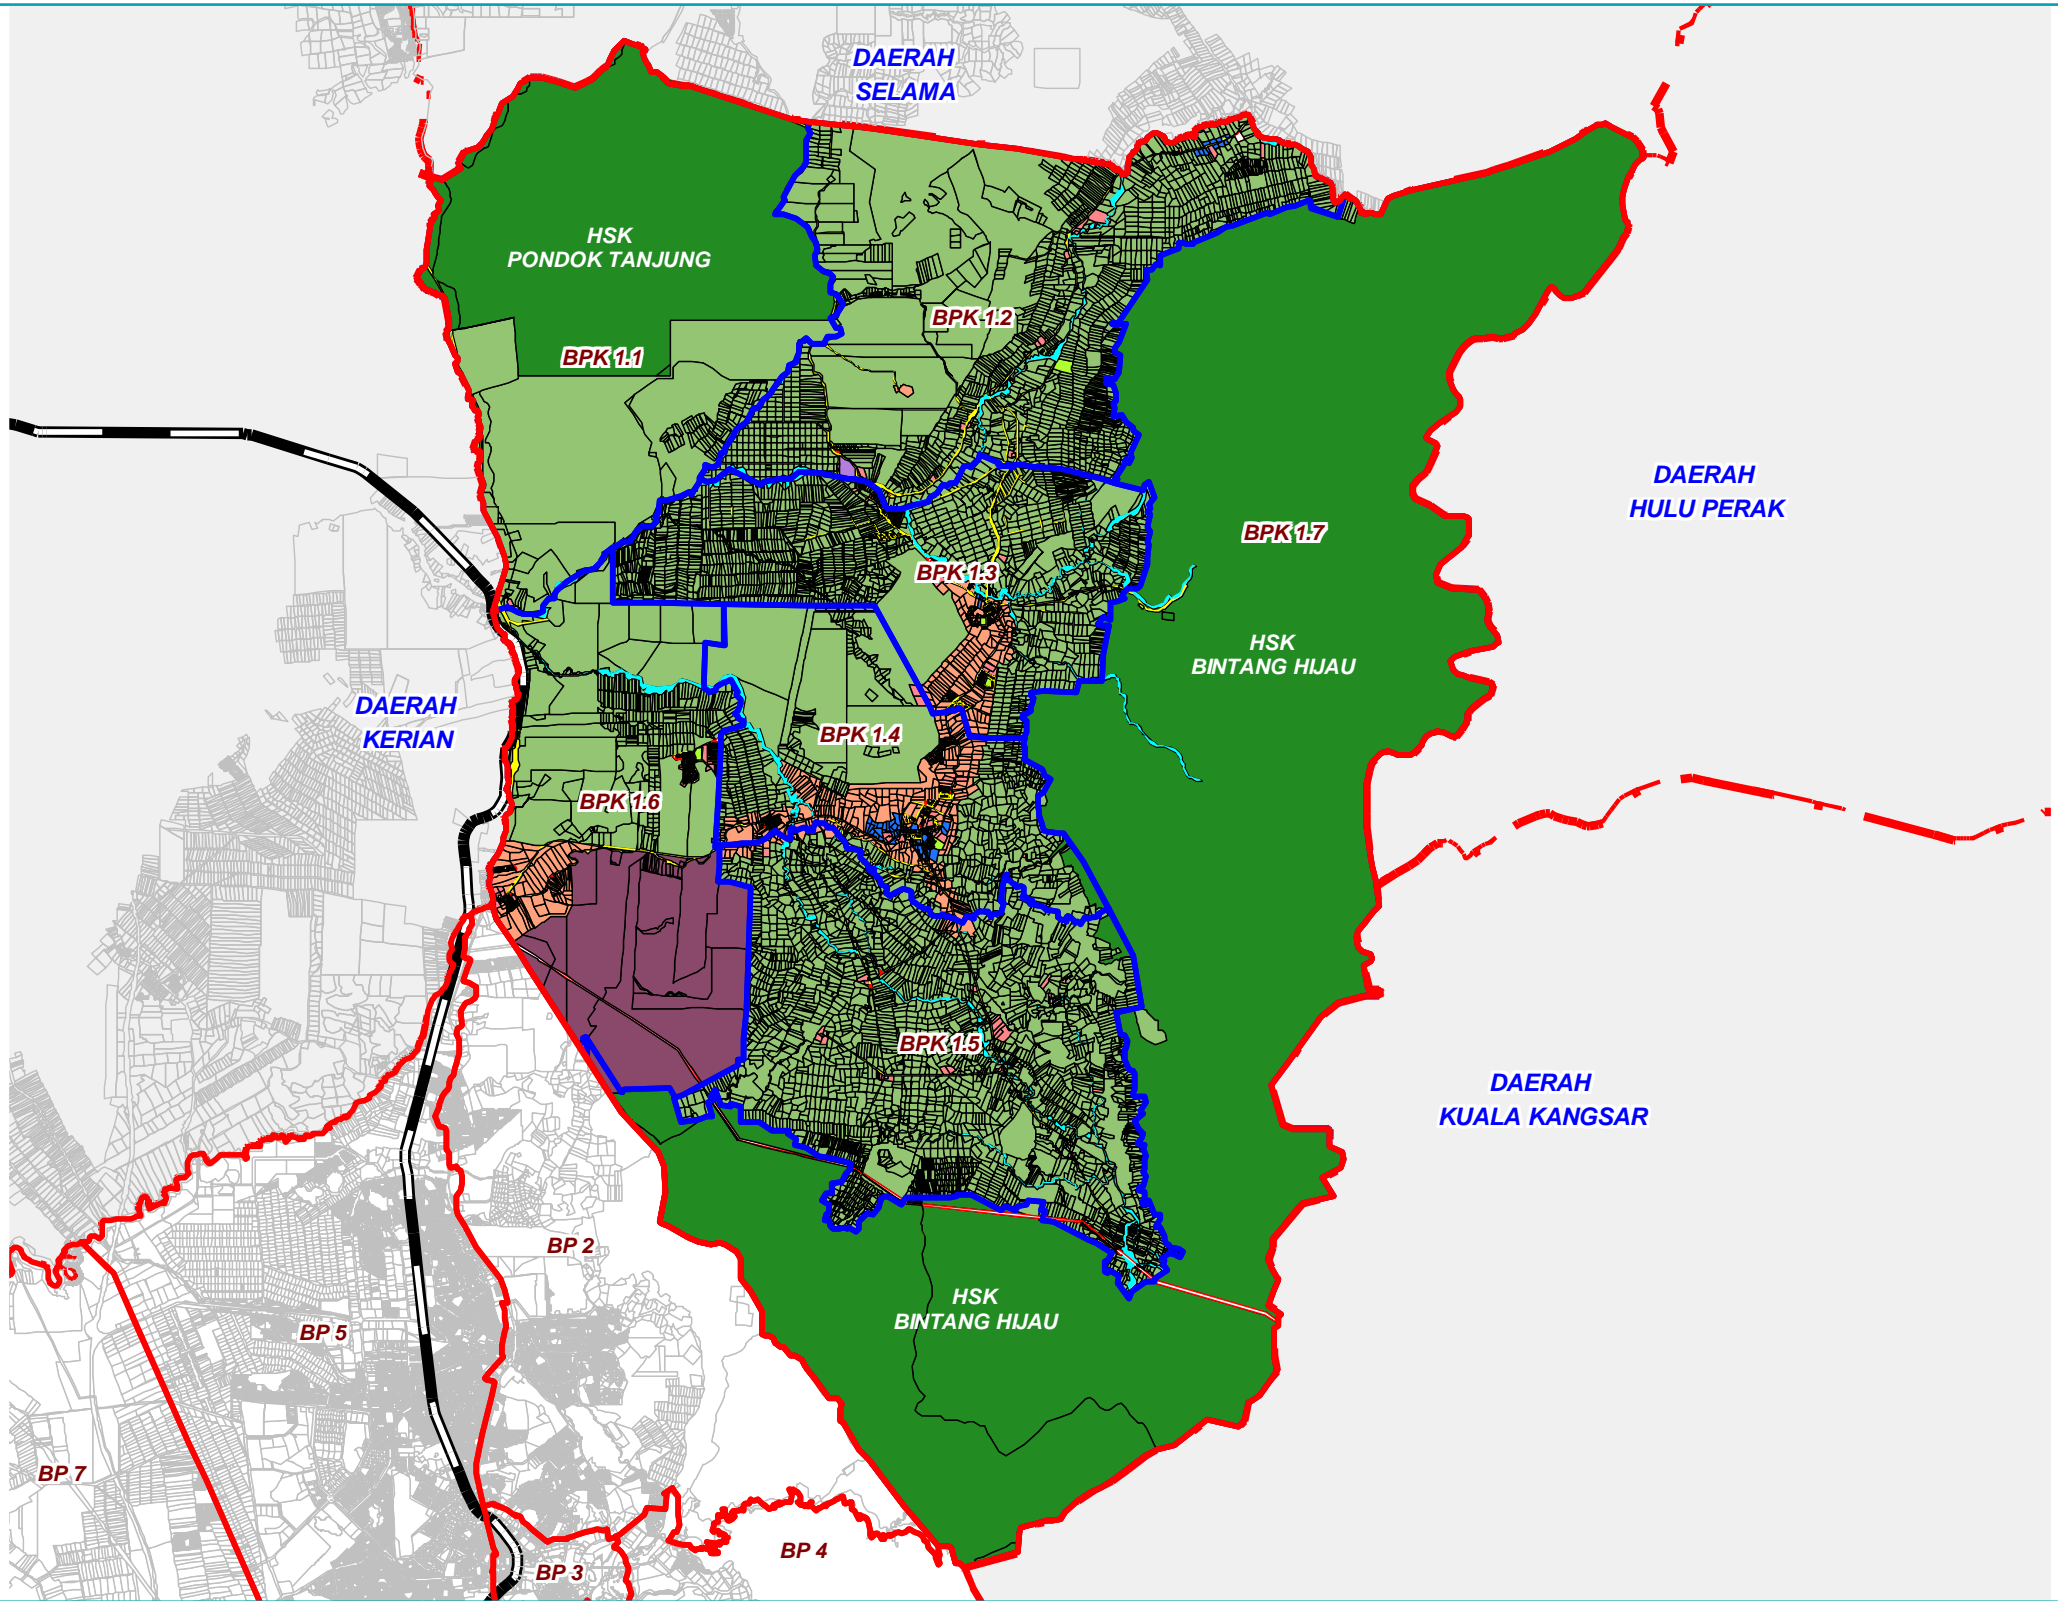 DAERAH
SELAMA
HSK
PONDOK TANJUNG
BPK 1.2
BPK 1.1
DAERAH
HULU PERAK
BPK 1.7
BPK 1.3
HSK
BINTANG HIJAU
DAERAH
KERIAN
BPK 1.4
BPK 1.6
BPK 1.5
DAERAH
KUALA KANGSAR
BP 2
HSK
BINTANG HIJAU
BP 5
BP 7
BP 4
BP 3